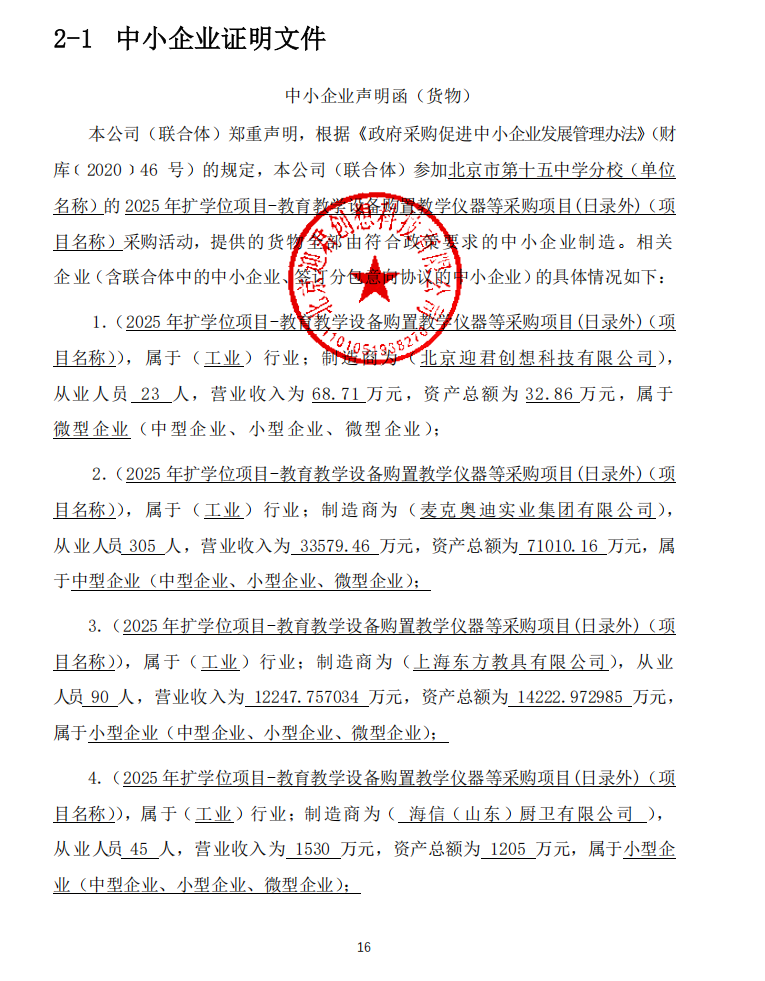 2-1 中小企业证明文件
中小企业声明函（货物）
本公司（联合体）郑重声明，根据《政府采购促进中小企业发展管理办法》（财
库﹝2020﹞46 号）的规定，本公司（联合体）参加北京市第十五中学分校（单位
名称）的 2025 年扩学位项目-教育教学设备购置教学仪器等采购项目(目录外)（项
目名称）采购活动，提供的货物全部由符合政策要求的中小企业制造。相关
企业（含联合体中的中小企业、签订分包意向协议的中小企业）的具体情况如下：
北京迎君创想科技有限公司
1101051938276
1.（2025 年扩学位项目-教育教学设备购置教学仪器等采购项目(日录外)（项
目名称）），属于（工业）行业；制造商为（北京迎君创想科技有限公司），
从业人员 23 人，营业收入为 68.71 万元，资产总额为 32.86 万元，属于
微型企业（中型企业、小型企业、微型企业）；
2.（2025 年扩学位项目-教育教学设备购置教学仪器等采购项目(日录外)（项
目名称）），属于（工业）行业；制造商为（麦克奥迪实业集团有限公司），
从业人员 305 人，营业收入为 33579.46 万元，资产总额为 71010.16 万元，属
于中型企业（中型企业、小型企业、微型企业）；
3.（2025 年扩学位项目-教育教学设备购置教学仪器等采购项目(日录外)（项
目名称）），属于（工业）行业；制造商为（上海东方教具有限公司），从业
人员 90 人，营业收入为 12247.757034 万元，资产总额为 14222.972985 万元，
属于小型企业（中型企业、小型企业、微型企业）；
4.（2025 年扩学位项目-教育教学设备购置教学仪器等采购项目(日录外)（项
目名称）），属于（工业）行业；制造商为（ 海信（山东）厨卫有限公司 ），
从业人员 45 人，营业收入为 1530 万元，资产总额为 1205 万元，属于小型企
业（中型企业、小型企业、微型企业）；
16